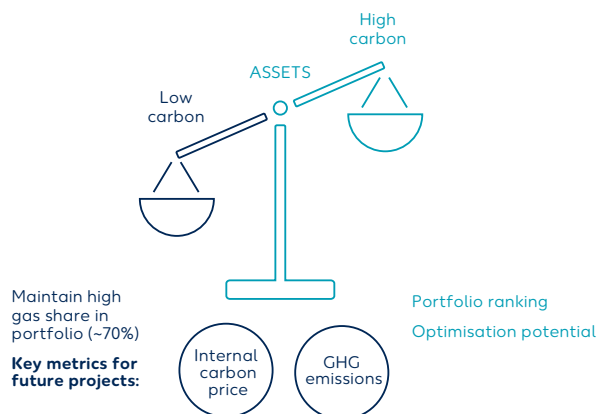 High
carbon
ASSETS
Low
carbon
Maintain high
gas share in
portfolio (~70%)
Key metrics for
future projects:
Internal
carbon
price
GHG
emissions
Portfolio ranking
Optimisation potential